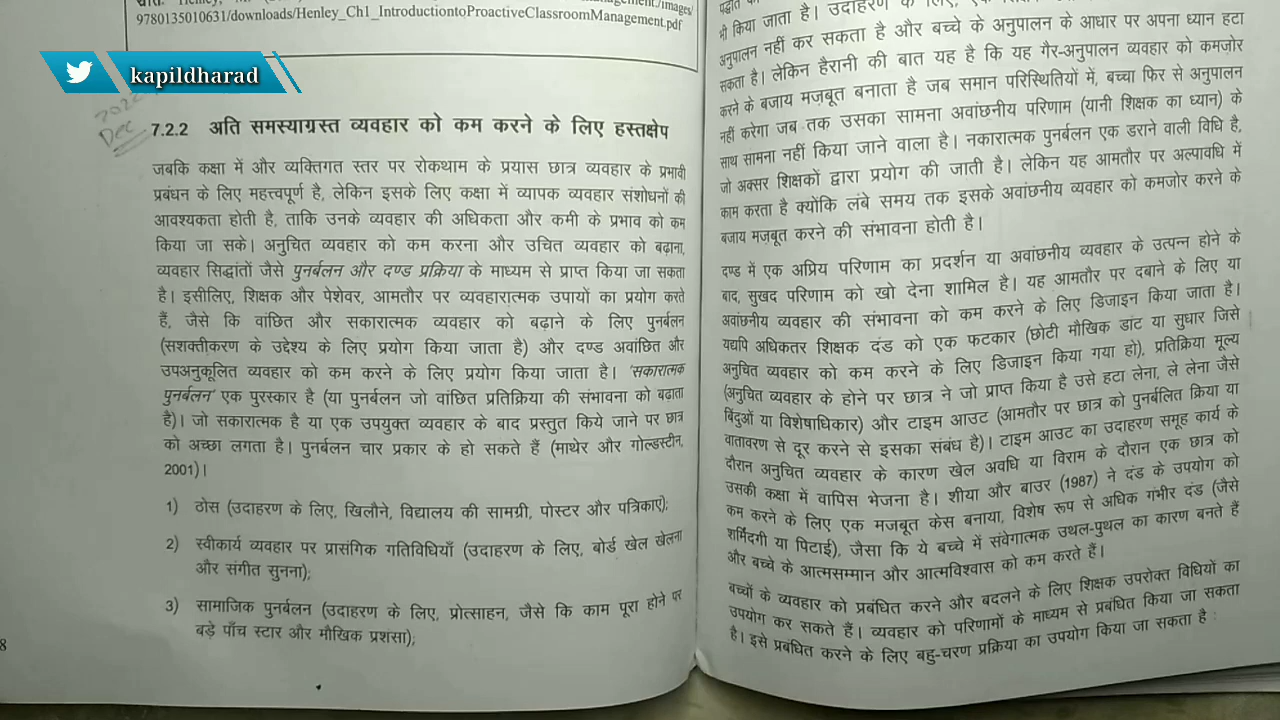 9780135010631/downloads/Henley_Ch1_IntroductiontoProactiveClassroomManagement.pdf
kapildharad
2022
Dec
7.2.2 अति समस्याग्रस्त व्यवहार को कम करने के लिए हस्तक्षेप
जबकि कक्षा में और व्यक्तिगत स्तर पर रोकथाम के प्रयास छात्र व्यवहार के प्रभावी
प्रबंधन के लिए महत्त्वपूर्ण है, लेकिन इसके लिए कक्षा में व्यापक व्यवहार संशोधनों की
आवश्यकता होती है, ताकि उनके व्यवहार की अधिकता और कमी के प्रभाव को कम
किया जा सके। अनुचित व्यवहार को कम करना और उचित व्यवहार को बढ़ाना,
व्यवहार सिद्धांतों जैसे पुनर्बलन और दण्ड प्रक्रिया के माध्यम से प्राप्त किया जा सकता
है। इसीलिए, शिक्षक और पेशेवर, आमतौर पर व्यवहारात्मक उपायों का प्रयोग करते
हैं, जैसे कि वांछित और सकारात्मक व्यवहार को बढ़ाने के लिए पुनर्बलन
(सशक्तीकरण के उद्देश्य के लिए प्रयोग किया जाता है) और दण्ड अवांछित और
उपअनुकूलित व्यवहार को कम करने के लिए प्रयोग किया जाता है। 'सकारात्मक
पुनर्बलन' एक पुरस्कार है (या पुनर्बलन जो वांछित प्रतिक्रिया की संभावना को बढ़ाता
है)। जो सकारात्मक है या एक उपयुक्त व्यवहार के बाद प्रस्तुत किये जाने पर छात्र
को अच्छा लगता है। पुनर्बलन चार प्रकार के हो सकते हैं (माथेर और गोल्डस्टीन,
2001)।
1) ठोस (उदाहरण के लिए, खिलौने, विद्यालय की सामग्री, पोस्टर और पत्रिकाएं);
2) स्वीकार्य व्यवहार पर प्रासंगिक गतिविधियाँ (उदाहरण के लिए, बोर्ड खेल खेलना
और संगीत सुनना);
3) सामाजिक पुनर्बलन (उदाहरण के लिए, प्रोत्साहन, जैसे कि काम पूरा होने पर
बड़े पाँच स्टार और मौखिक प्रशंसा);
8
भी किया जाता है। उदाहरण के लिए, एक
अनुपालन नहीं कर सकता है और बच्चे के अनुपालन के आधार पर अपना ध्यान हटा
सकता है। लेकिन हैरानी की बात यह है कि यह गैर-अनुपालन व्यवहार को कमज़ोर
करने के बजाय मज़बूत बनाता है जब समान परिस्थितियों में, बच्चा फिर से अनुपालन
नहीं करेगा जब तक उसका सामना अवांछनीय परिणाम (यानी शिक्षक का ध्यान) के
साथ सामना नहीं किया जाने वाला है। नकारात्मक पुनर्बलन एक डराने वाली विधि है,
जो अक्सर शिक्षकों द्वारा प्रयोग की जाती है। लेकिन यह आमतौर पर अल्पावधि में
काम करता है क्योंकि लंबे समय तक इसके अवांछनीय व्यवहार को कमजोर करने के
बजाय मज़बूत करने की संभावना होती है।
दण्ड में एक अप्रिय परिणाम का प्रदर्शन या अवांछनीय व्यवहार के उत्पन्न होने के
बाद, सुखद परिणाम को खो देना शामिल है। यह आमतौर पर दबाने के लिए या
अवांछनीय व्यवहार की संभावना को कम करने के लिए डिजाइन किया जाता है।
यद्यपि अधिकतर शिक्षक दंड को एक फटकार (छोटी मौखिक डांट या सुधार जिसे
अनुचित व्यवहार को कम करने के लिए डिजाइन किया गया हो), प्रतिक्रिया मूल्य
(अनुचित व्यवहार के होने पर छात्र ने जो प्राप्त किया है उसे हटा लेना, ले लेना जैसे
बिंदुओं या विशेषाधिकार) और टाइम आउट (आमतौर पर छात्र को पुनर्बलित क्रिया या
वातावरण से दूर करने से इसका संबंध है)। टाइम आउट का उदाहरण समूह कार्य के
दौरान अनुचित व्यवहार के कारण खेल अवधि या विराम के दौरान एक छात्र को
उसकी कक्षा में वापिस भेजना है। शीया और बाउर (1987) ने दंड के उपयोग को
कम करने के लिए एक मजबूत केस बनाया, विशेष रूप से अधिक गंभीर दंड (जैसे
शर्मिंदगी या पिटाई), जैसा कि ये बच्चे में संवेगात्मक उथल-पुथल का कारण बनते हैं
और बच्चे के आत्मसम्मान और आत्मविश्वास को कम करते हैं।
बच्चों के व्यवहार को प्रबंधित करने और बदलने के लिए शिक्षक उपरोक्त विधियों का
उपयोग कर सकते हैं। व्यवहार को परिणामों के माध्यम से प्रबंधित किया जा सकता
है। इसे प्रबंधित करने के लिए बहु-चरण प्रक्रिया का उपयोग किया जा सकता है :